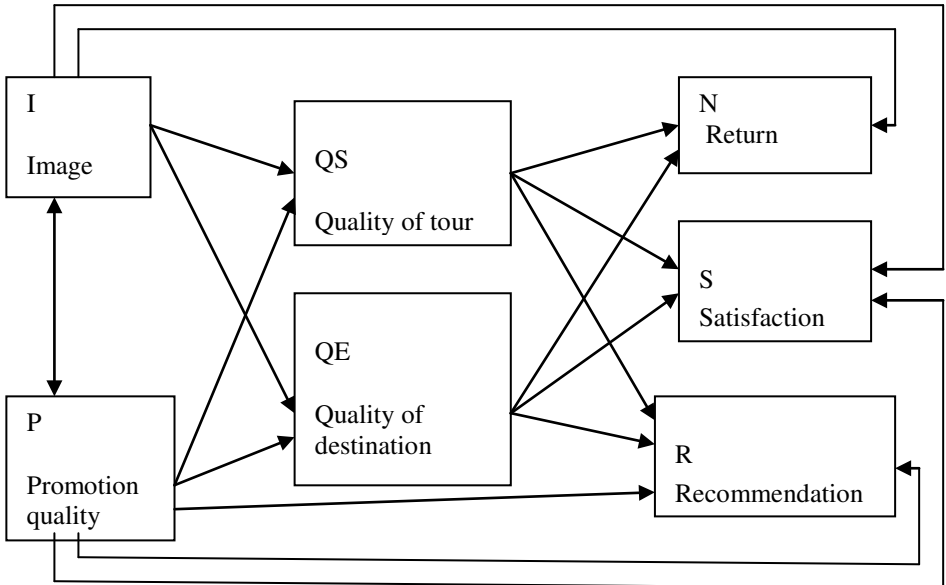 I
Image
QS
Quality of tour
N
Return
S
Satisfaction
QE
Quality of
destination
P
Promotion
quality
R
Recommendation